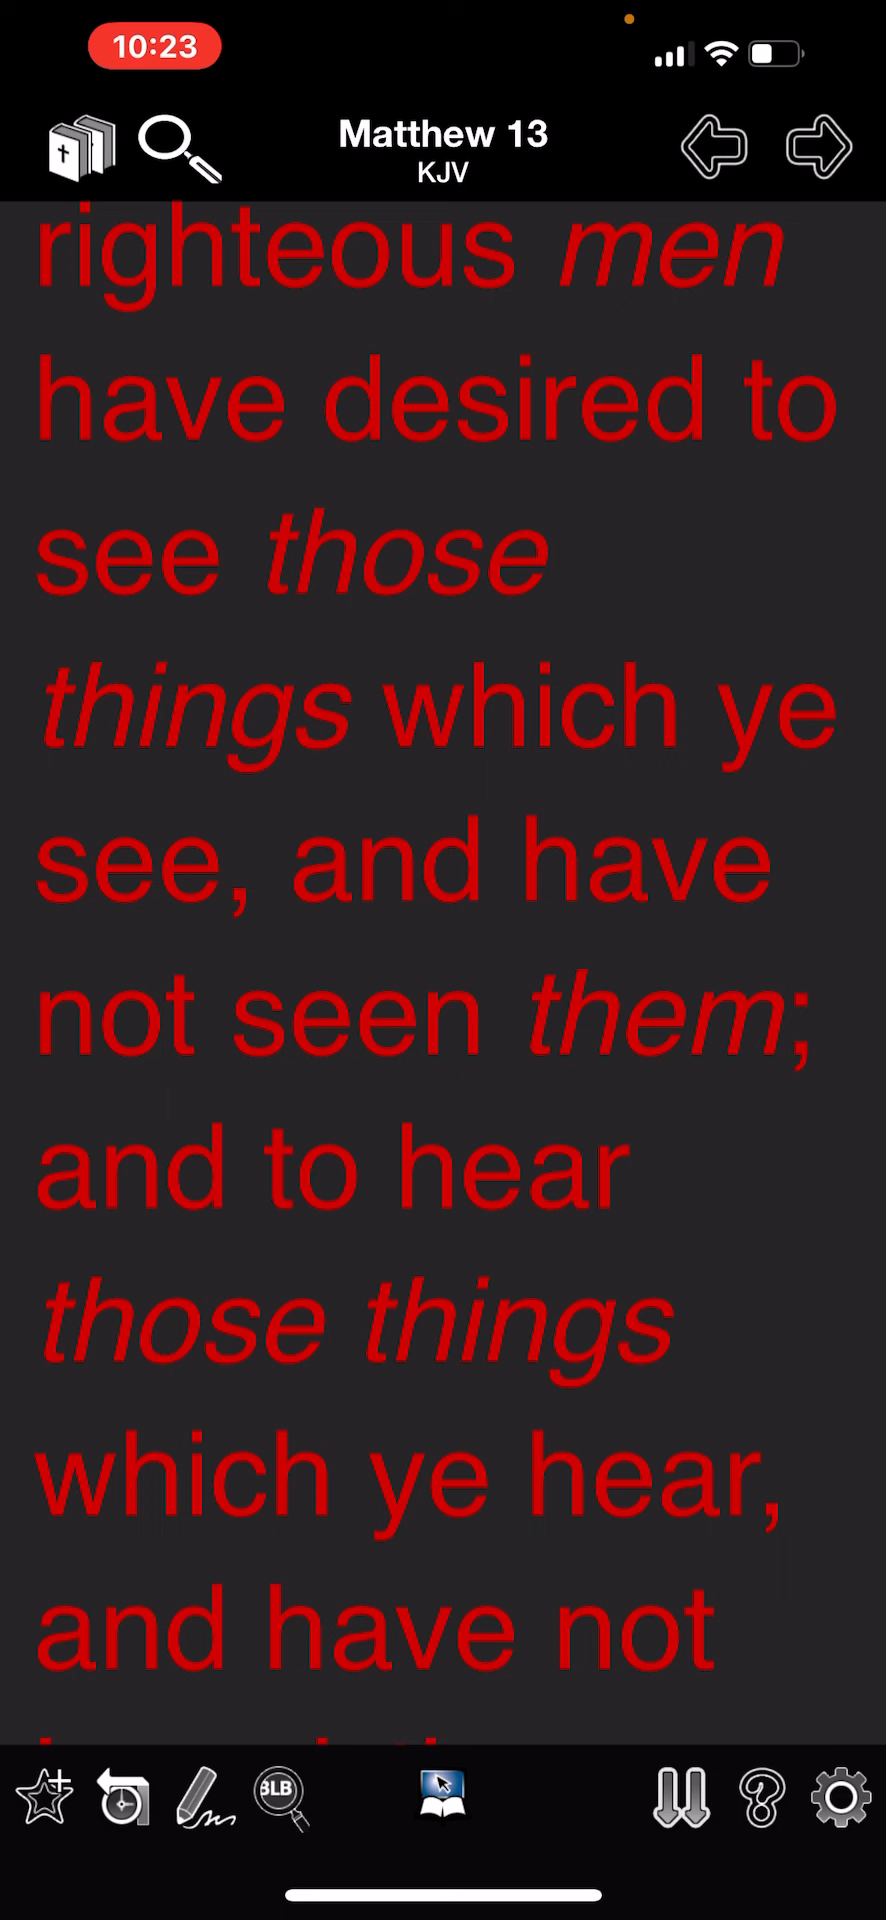 10:23
Matthew 13
KJV
righteous men
have desired to
see those
things which ye
see, and have
not seen them;
and to hear
those things
which ye hear,
and have not
BLB